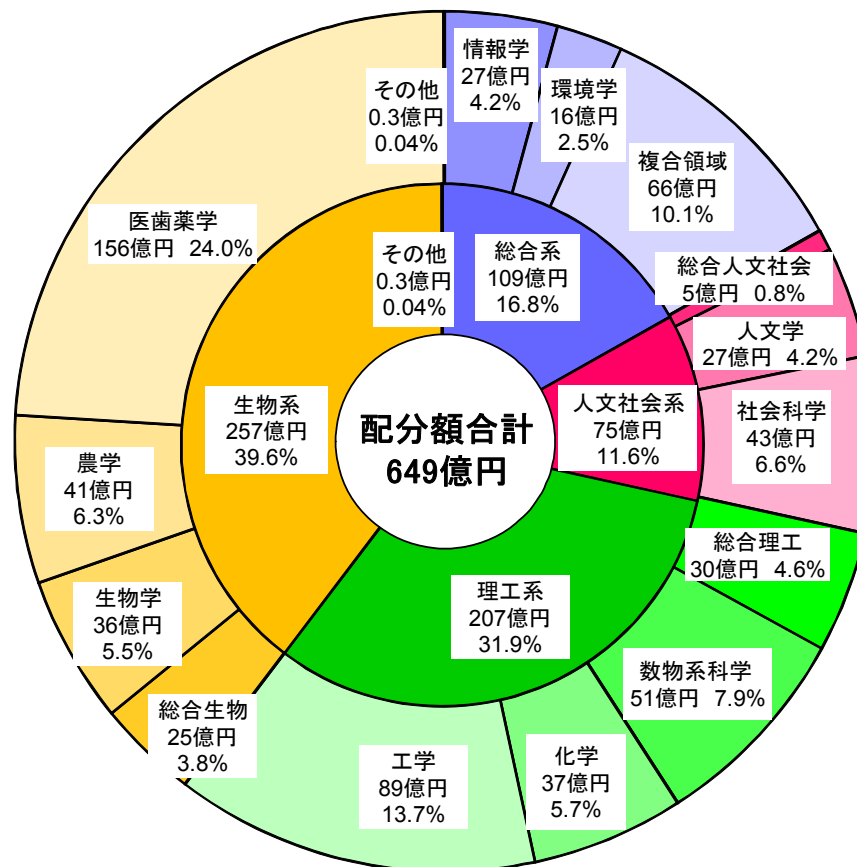 情報学
27億円
4.2%
環境学
16億円
2.5%
複合領域
66億円
10.1%
総合人文社会
5億円 0.8%
人文学
27億円 4.2%
社会科学
43億円
6.6%
総合理工
30億円 4.6%
数物系科学
51億円 7.9%
化学
37億円
5.7%
工学
89億円
13.7%
総合生物
25億円
3.8%
生物学
36億円
5.5%
農学
41億円
6.3%
医歯薬学
156億円 24.0%
その他
0.3億円
0.04%
総合系
109億円
16.8%
人文社会系
75億円
11.6%
理工系
207億円
31.9%
生物系
257億円
39.6%
その他
0.3億円
0.04%
配分額合計
649億円